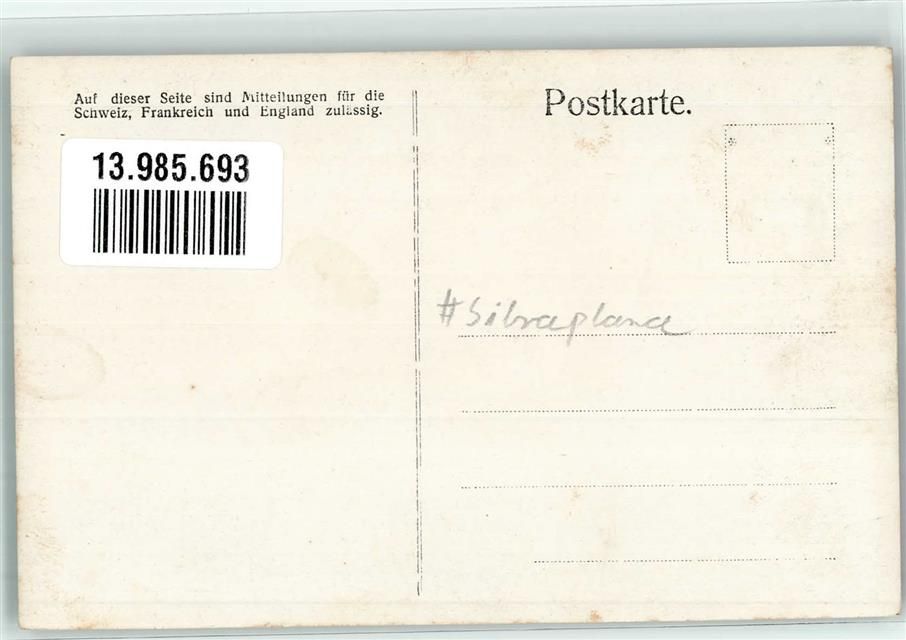 Auf dieser Seite sind Mitteilungen für die
Schweiz, Frankreich und England zulässig.
13.985.693
Postkarte.
#Silvaplana